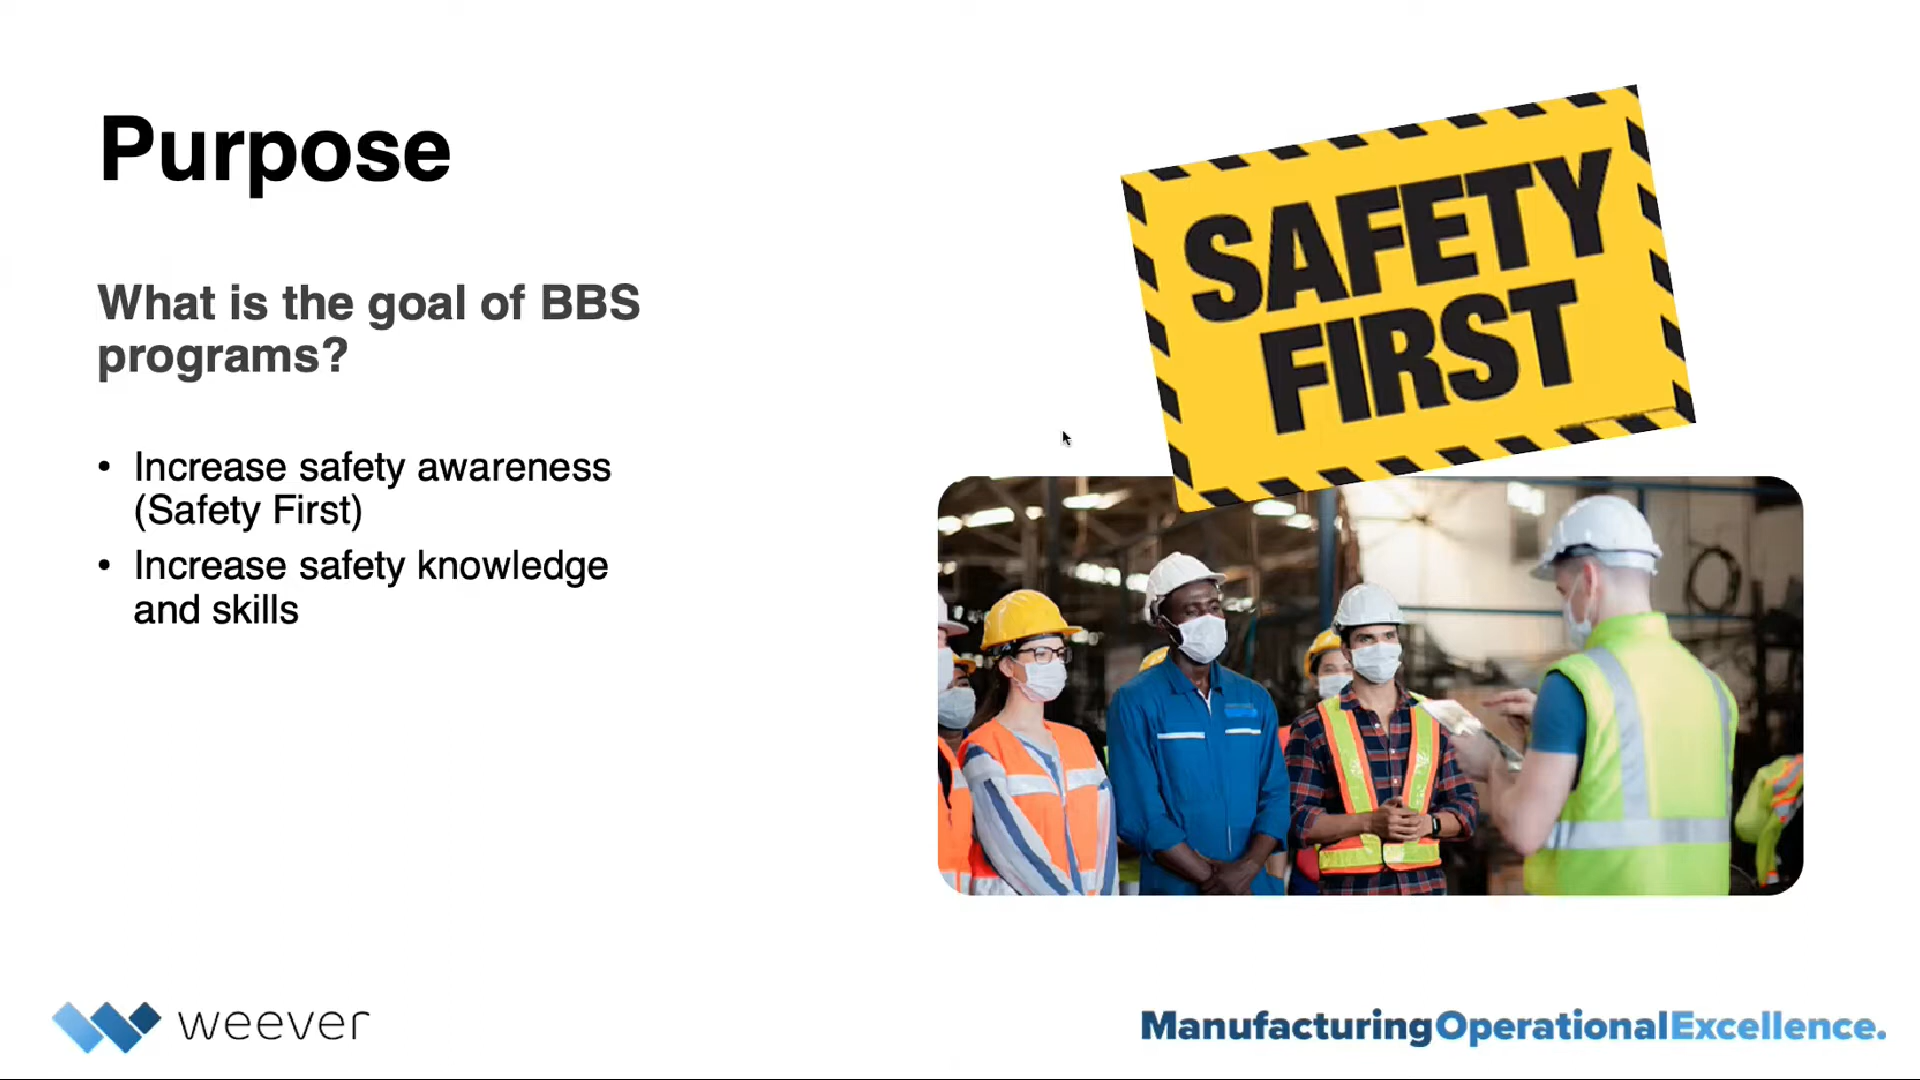 Purpose
What is the goal of BBS
programs?
• Increase safety awareness
(Safety First)
• Increase safety knowledge
and skills
SAFETY
FIRST
weever
ManufacturingOperationalExcellence.